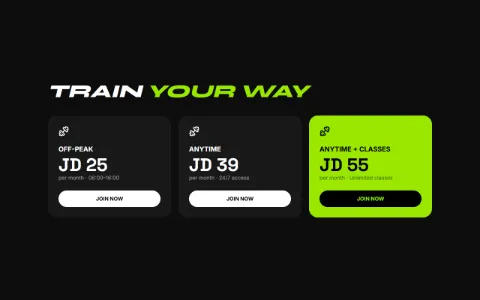 TRAIN YOUR WAY
OFF-PEAK
JD 25
per month · 06:00–16:00
JOIN NOW
ANYTIME
JD 39
per month · 24/7 access
JOIN NOW
ANYTIME + CLASSES
JD 55
per month · Unlimited classes
JOIN NOW